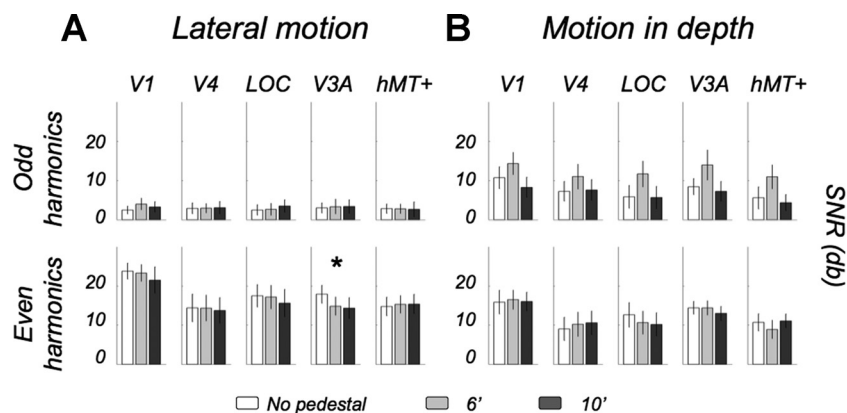 A Lateral motion B Motion in depth
V1 V4 LOC V3A hMT+ V1 V4 LOC V3A hMT+
Odd harmonics
20 20
10 10
0 0
SNR (db)
*
Even harmonics
20 20
10 10
0 0
No pedestal 6' 10'